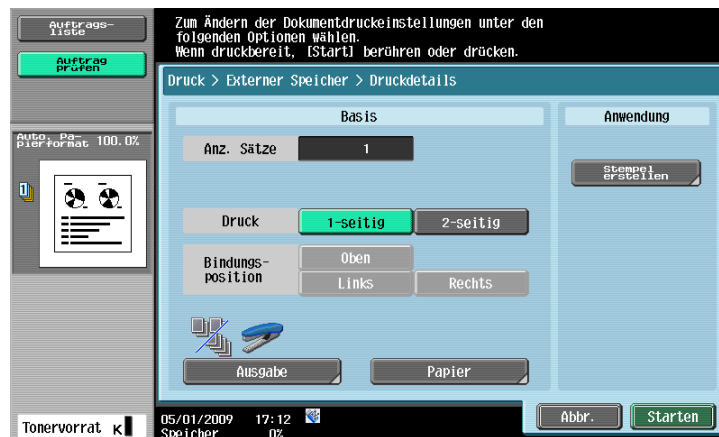 Auftrags-
liste
Auftrag
prüfen
Zum Ändern der Dokumentdruckeinstellungen unter den
folgenden Optionen wählen.
Wenn druckbereit, [Start] berühren oder drücken.
Druck > Externer Speicher > Druckdetails
Auto. Pa-
pierformat 100.0%
Basis
Anwendung
Anz. Sätze 1
Stempel
erstellen
Druck 1-seitig 2-seitig
Bindungs-
position
Oben
Links Rechts
Ausgabe Papier
Tonervorrat K
05/01/2009 17:12
Speicher 0%
Abbr. Starten